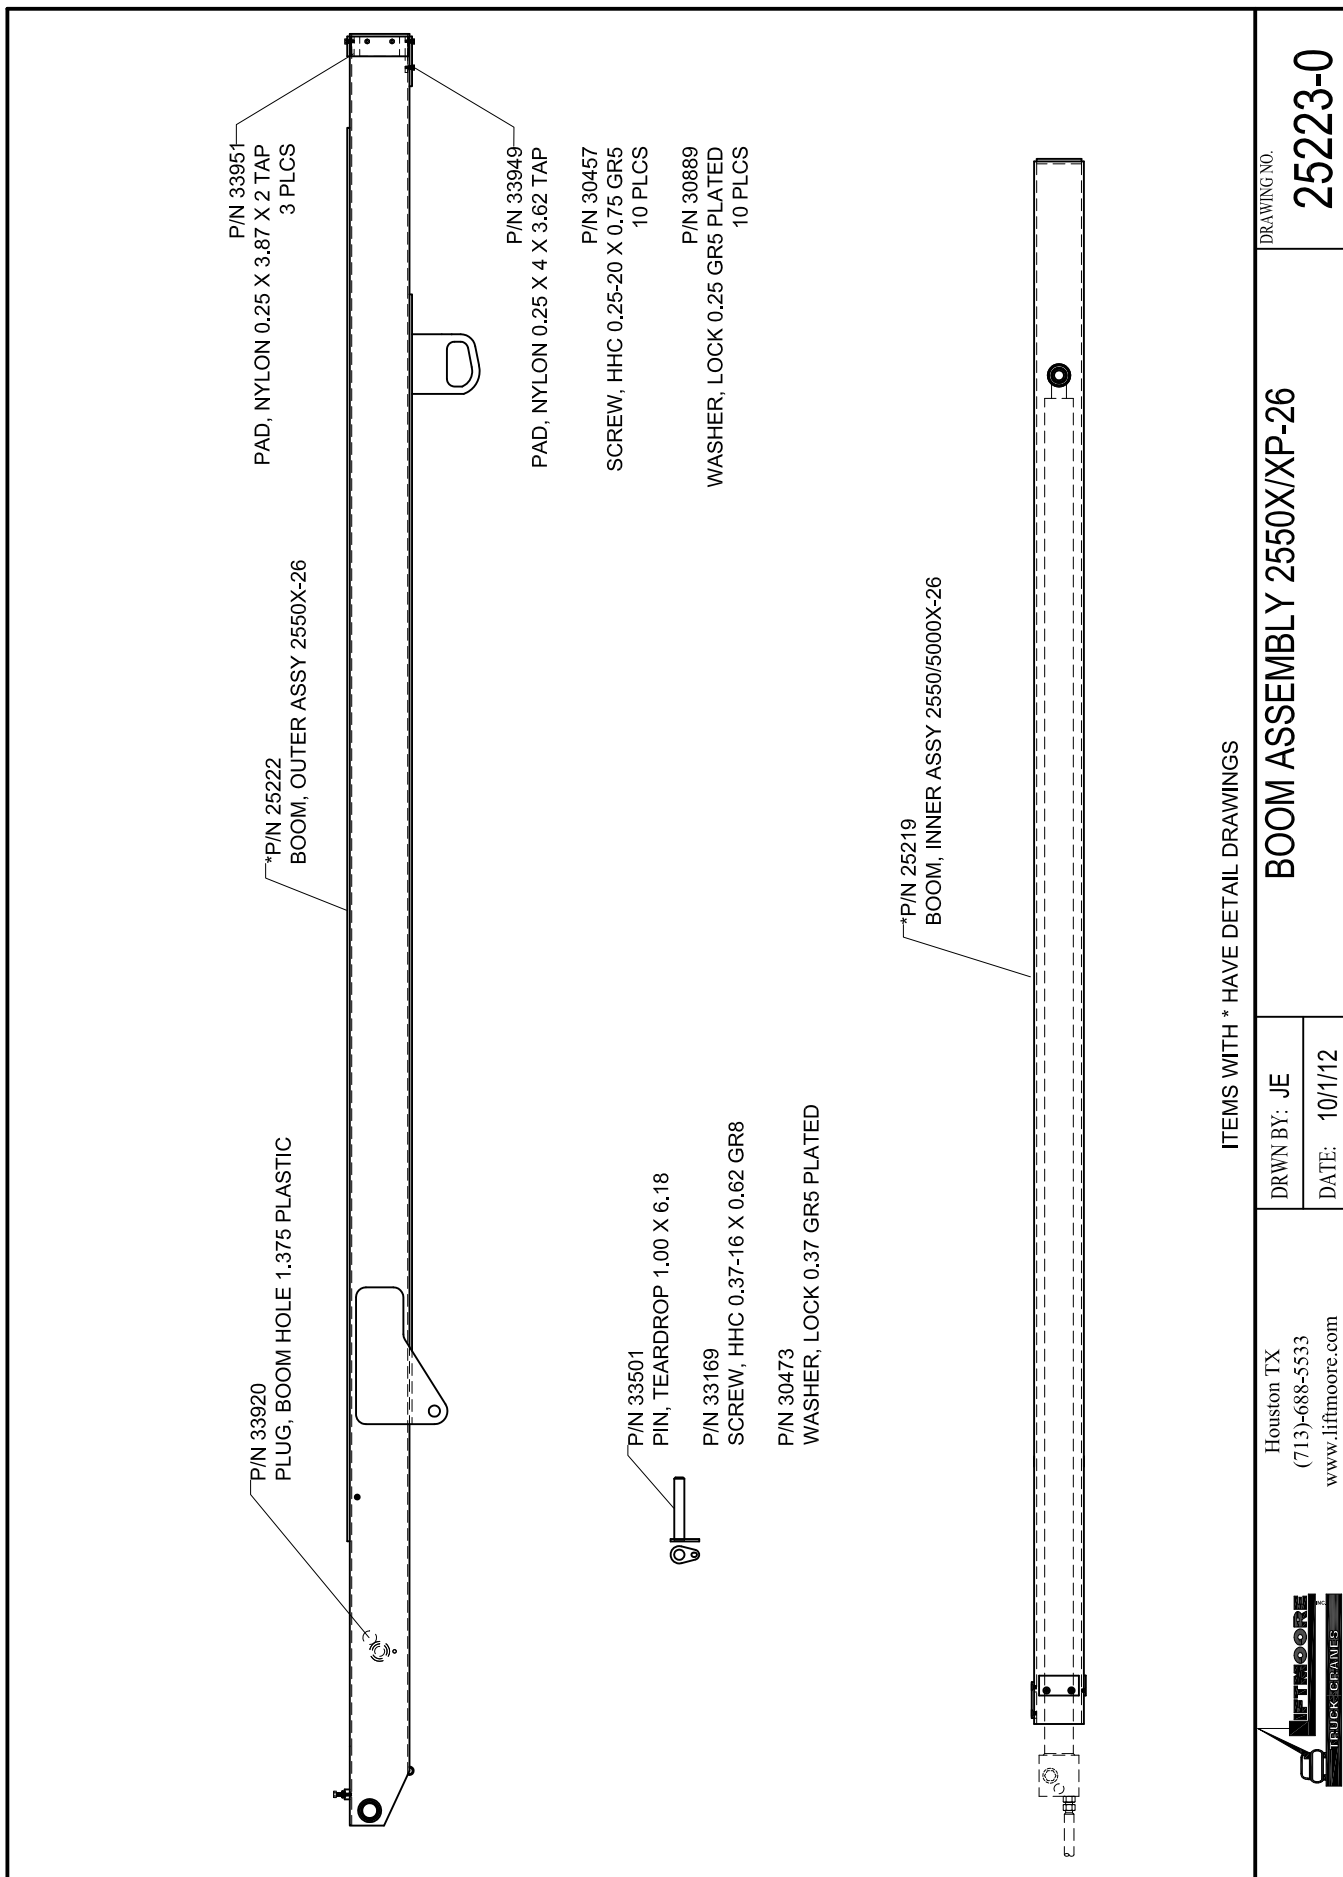 P/N 33920
PLUG, BOOM HOLE 1.375 PLASTIC
*P/N 25222
BOOM, OUTER ASSY 2550X-26
P/N 33951
PAD, NYLON 0.25 X 3.87 X 2 TAP
3 PLCS
P/N 33949
PAD, NYLON 0.25 X 4 X 3.62 TAP
P/N 30457
SCREW, HHC 0.25-20 X 0.75 GR5
10 PLCS
P/N 30889
WASHER, LOCK 0.25 GR5 PLATED
10 PLCS
P/N 33501
PIN, TEARDROP 1.00 X 6.18
P/N 33169
SCREW, HHC 0.37-16 X 0.62 GR8
P/N 30473
WASHER, LOCK 0.37 GR5 PLATED
*P/N 25219
BOOM, INNER ASSY 2550/5000X-26
ITEMS WITH * HAVE DETAIL DRAWINGS
LIFTMOORE
INC.
TRUCK CRANES
Houston TX
(713)-688-5533
www.liftmoore.com
DRWN BY: JE
DATE: 10/1/12
BOOM ASSEMBLY 2550X/XP-26
DRAWING NO.
25223-0